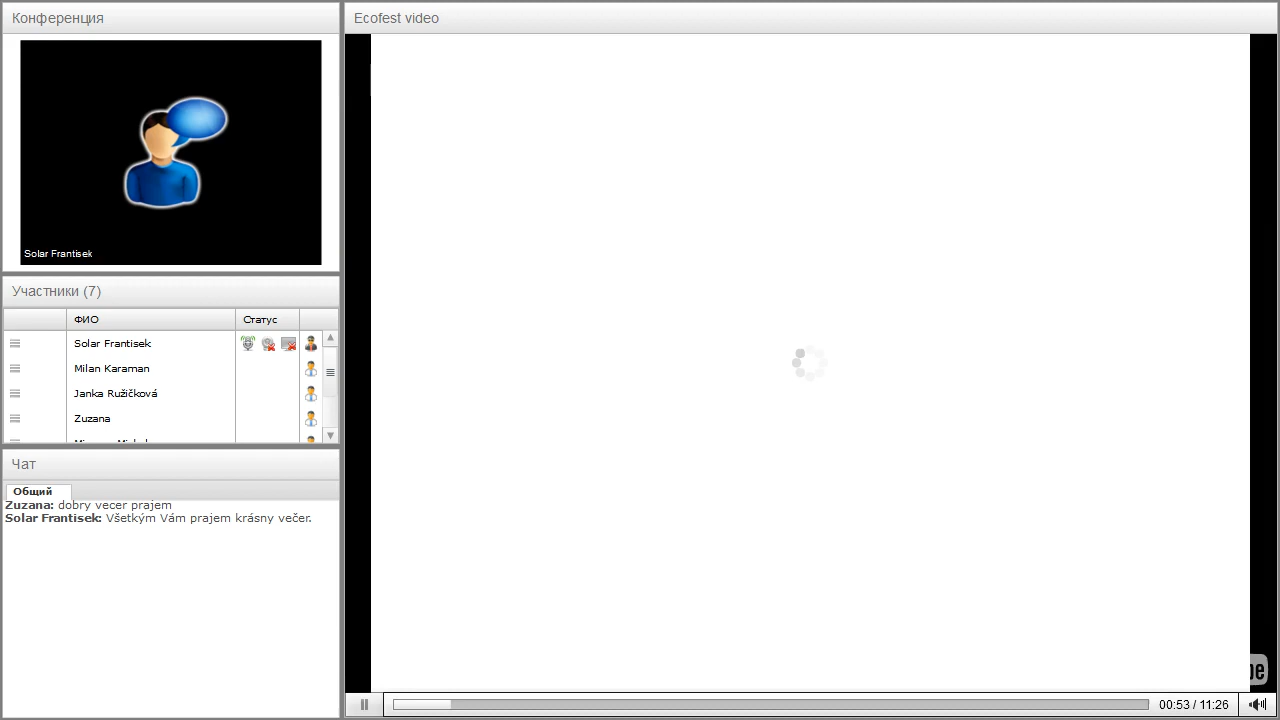 Конференция
Solar Frantisek
Участники (7)
ФИО Статус
Solar Frantisek
Milan Karaman
Janka Ružičková
Zuzana
Чат
Общий
Zuzana: dobry vecer prajem
Solar Frantisek: Všetkým Vám prajem krásny večer.
Ecofest video
be
00:53 / 11:26